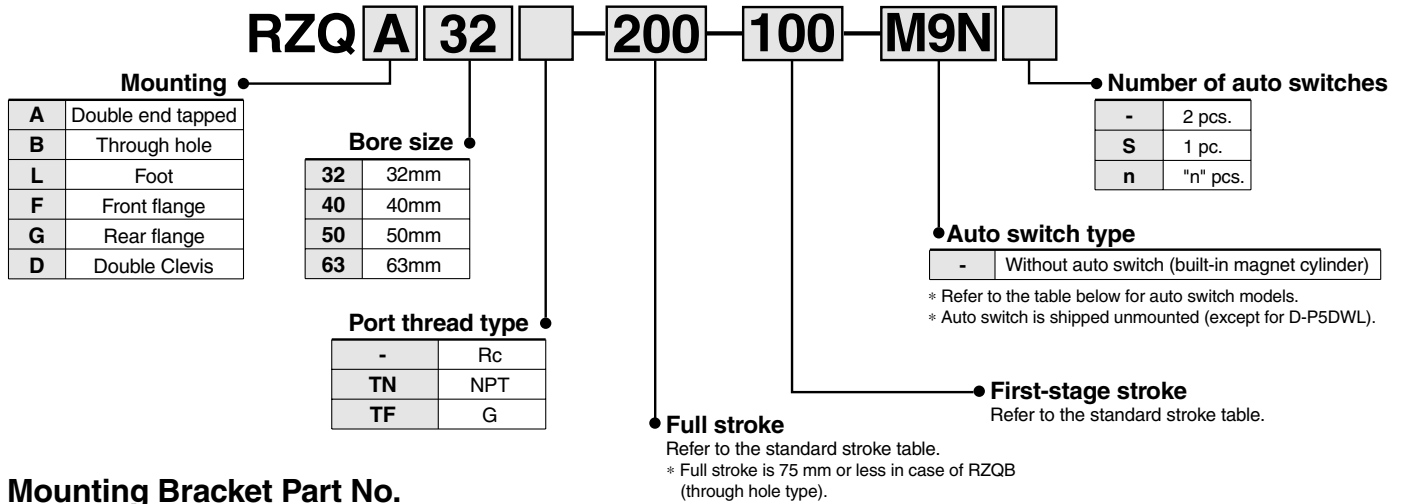 RZQ A 32 - 200 - 100 - M9N
Mounting
A Double end tapped
B Through hole
L Foot
F Front flange
G Rear flange
D Double Clevis
Bore size
32 32mm
40 40mm
50 50mm
63 63mm
Port thread type
- Rc
TN NPT
TF G
Full stroke
Refer to the standard stroke table.
* Full stroke is 75 mm or less in case of RZQB
(through hole type).
First-stage stroke
Refer to the standard stroke table.
Auto switch type
- Without auto switch (built-in magnet cylinder)
* Refer to the table below for auto switch models.
* Auto switch is shipped unmounted (except for D-P5DWL).
Number of auto switches
- 2 pcs.
S 1 pc.
n "n" pcs.
Mounting Bracket Part No.